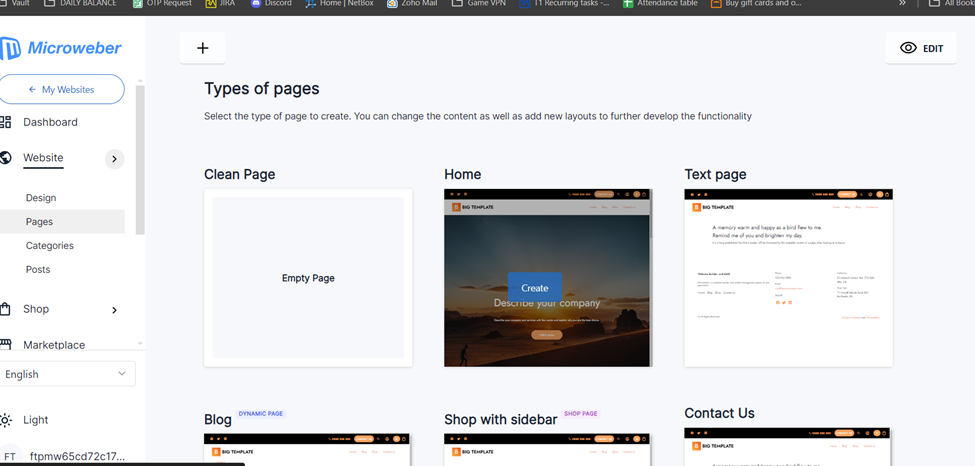 Vault DAILY BALANCE OTP Request JIRA Discord Home | NetBox Zoho Mail Game VPN T1 Recurring tasks -... Attendance table Buy gift cards and o... » All Book
Microweber
← My Websites
Dashboard
Website
Design
Pages
Categories
Posts
Shop
Marketplace
English
Light
FT ftpmw65cd72c17...
+
EDIT
Types of pages
Select the type of page to create. You can change the content as well as add new layouts to further develop the functionality
Clean Page
Empty Page
Home
BIG TEMPLATE
Create
Describe your company
Text page
BIG TEMPLATE
A memory warm and happy as a bird flew to me.
Remind me of you and brighten my day.
Blog DYNAMIC PAGE
BIG TEMPLATE
Shop with sidebar SHOP PAGE
BIG TEMPLATE
Contact Us
BIG TEMPLATE